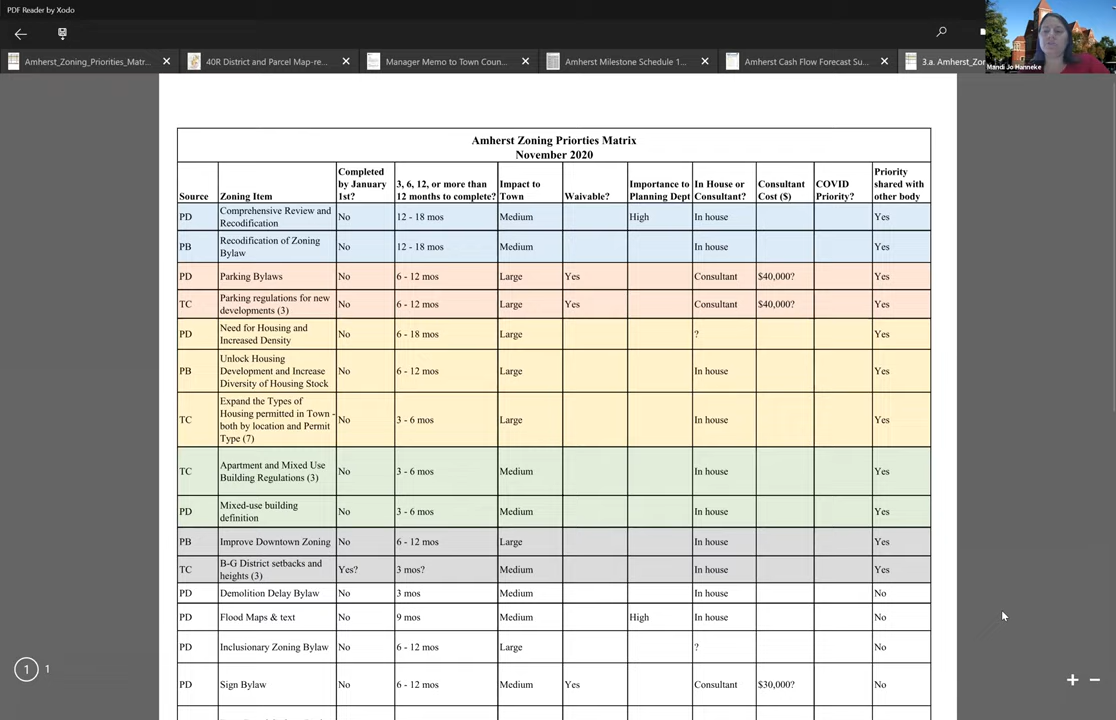 PDF Reader by Xodo
Amherst_Zoning_Priorities_Matr...
40R District and Parcel Map-re...
Manager Memo to Town Coun...
Amherst Milestone Schedule 1...
Amherst Cash Flow Forecast Su...
3.a. Amherst_Zon
Mandi Jo Hanneke
Amherst Zoning Priorties Matrix
November 2020
Source Zoning Item Completed by January 1st? 3, 6, 12, or more than 12 months to complete? Impact to Town Waivable? Importance to Planning Dept In House or Consultant? Consultant Cost ($) COVID Priority? Priority shared with other body
PD Comprehensive Review and Recodification No 12 - 18 mos Medium High In house Yes
PB Recodification of Zoning Bylaw No 12 - 18 mos Medium In house Yes
PD Parking Bylaws No 6 - 12 mos Large Yes Consultant $40,000? Yes
TC Parking regulations for new developments (3) No 6 - 12 mos Large Yes Consultant $40,000? Yes
PD Need for Housing and Increased Density No 6 - 18 mos Large ? Yes
PB Unlock Housing Development and Increase Diversity of Housing Stock No 6 - 12 mos Large In house Yes
TC Expand the Types of Housing permitted in Town - both by location and Permit Type (7) No 3 - 6 mos Large In house Yes
TC Apartment and Mixed Use Building Regulations (3) No 3 - 6 mos Medium In house Yes
PD Mixed-use building definition No 3 - 6 mos Medium In house Yes
PB Improve Downtown Zoning No 6 - 12 mos Large In house Yes
TC B-G District setbacks and heights (3) Yes? 3 mos? Medium In house Yes
PD Demolition Delay Bylaw No 3 mos Medium In house No
PD Flood Maps & text No 9 mos Medium High In house No
PD Inclusionary Zoning Bylaw No 6 - 12 mos Large ? No
PD Sign Bylaw No 6 - 12 mos Medium Yes Consultant $30,000? No
1 1